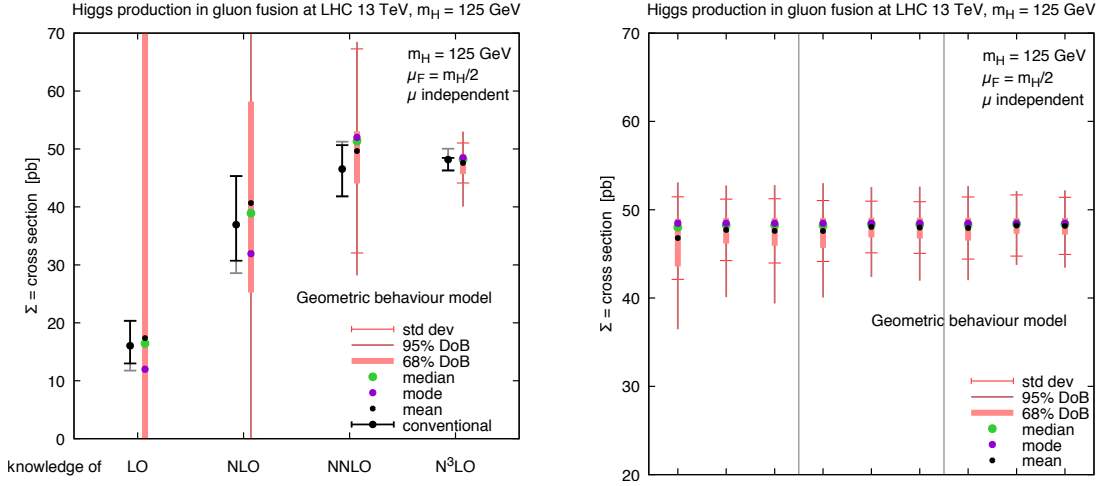 Higgs production in gluon fusion at LHC 13 TeV, m_H = 125 GeV
70
60
50
40
30
20
10
0
Σ = cross section [pb]
m_H = 125 GeV
μ_F = m_H/2
μ independent
Geometric behaviour model
std dev
95% DoB
68% DoB
median
mode
mean
conventional
knowledge of LO NLO NNLO N³LO
Higgs production in gluon fusion at LHC 13 TeV, m_H = 125 GeV
70
60
50
40
30
20
Σ = cross section [pb]
m_H = 125 GeV
μ_F = m_H/2
μ independent
Geometric behaviour model
std dev
95% DoB
68% DoB
median
mode
mean